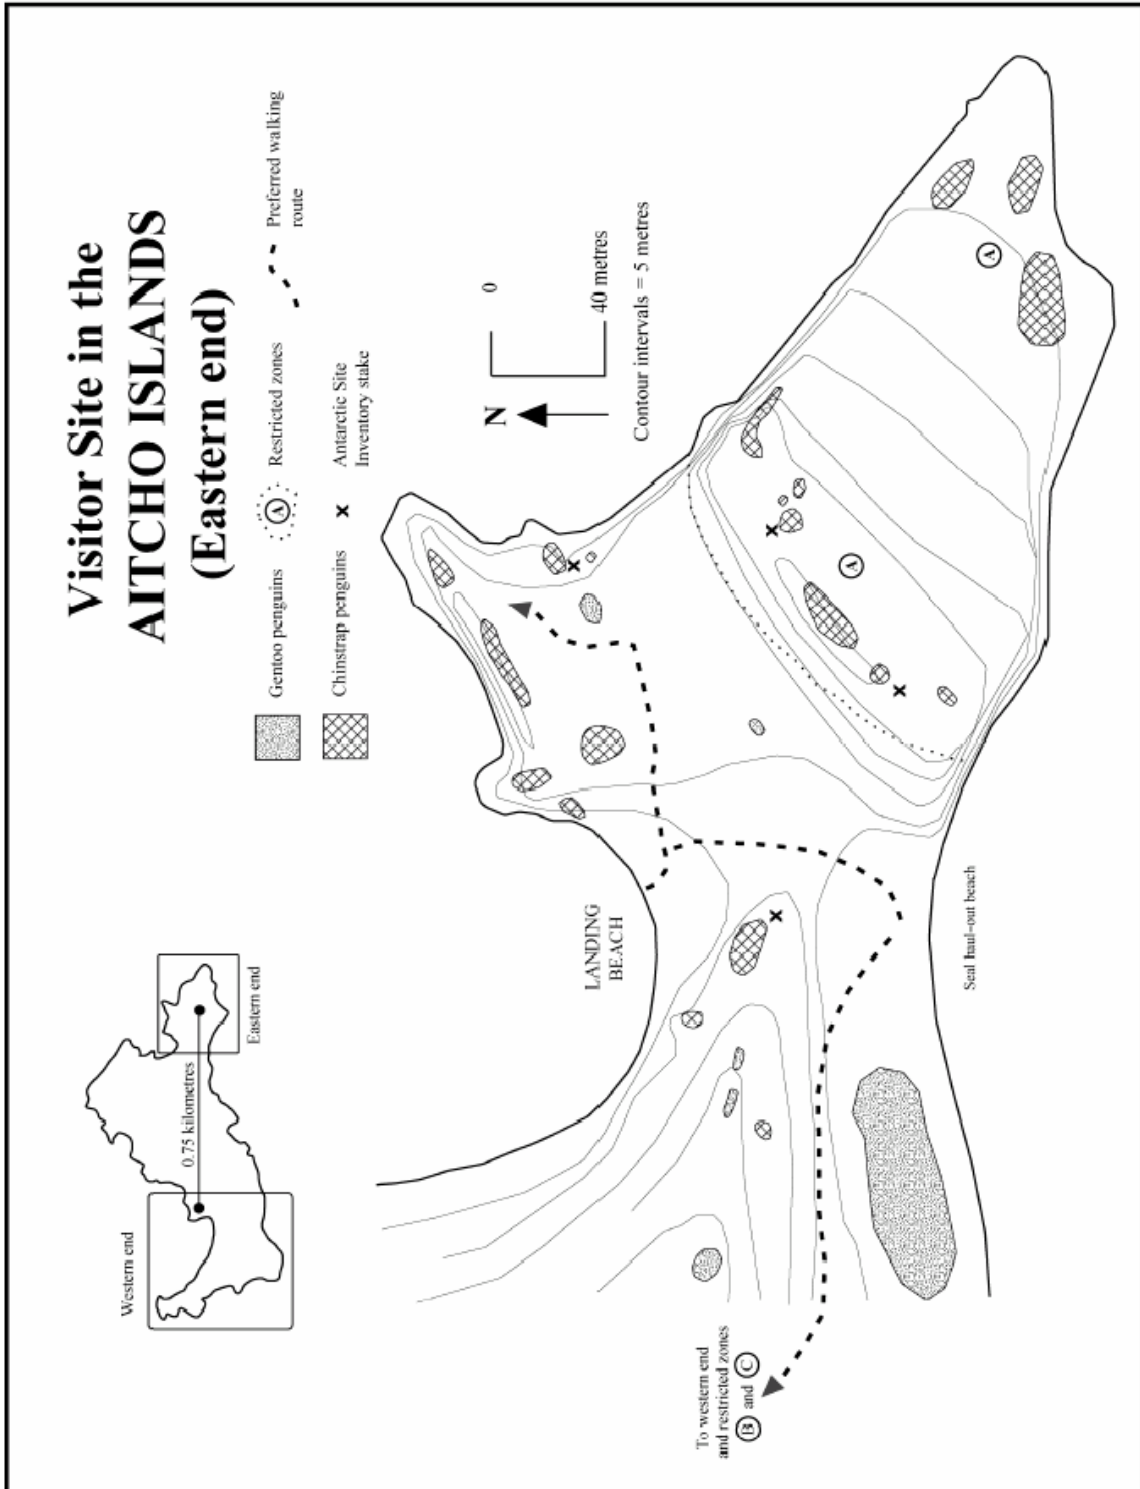 Visitor Site in the
AITCHO ISLANDS
(Eastern end)
Gentoo penguins
A
Restricted zones
Preferred walking
route
Chinstrap penguins
x
Antarctic Site
Inventory stake
N
0
40 metres
Contour intervals = 5 metres
Western end
0.75 kilometres
Eastern end
LANDING
BEACH
x
x
x
x
A
A
Seal haul-out beach
To western end
and restricted zones
B and C